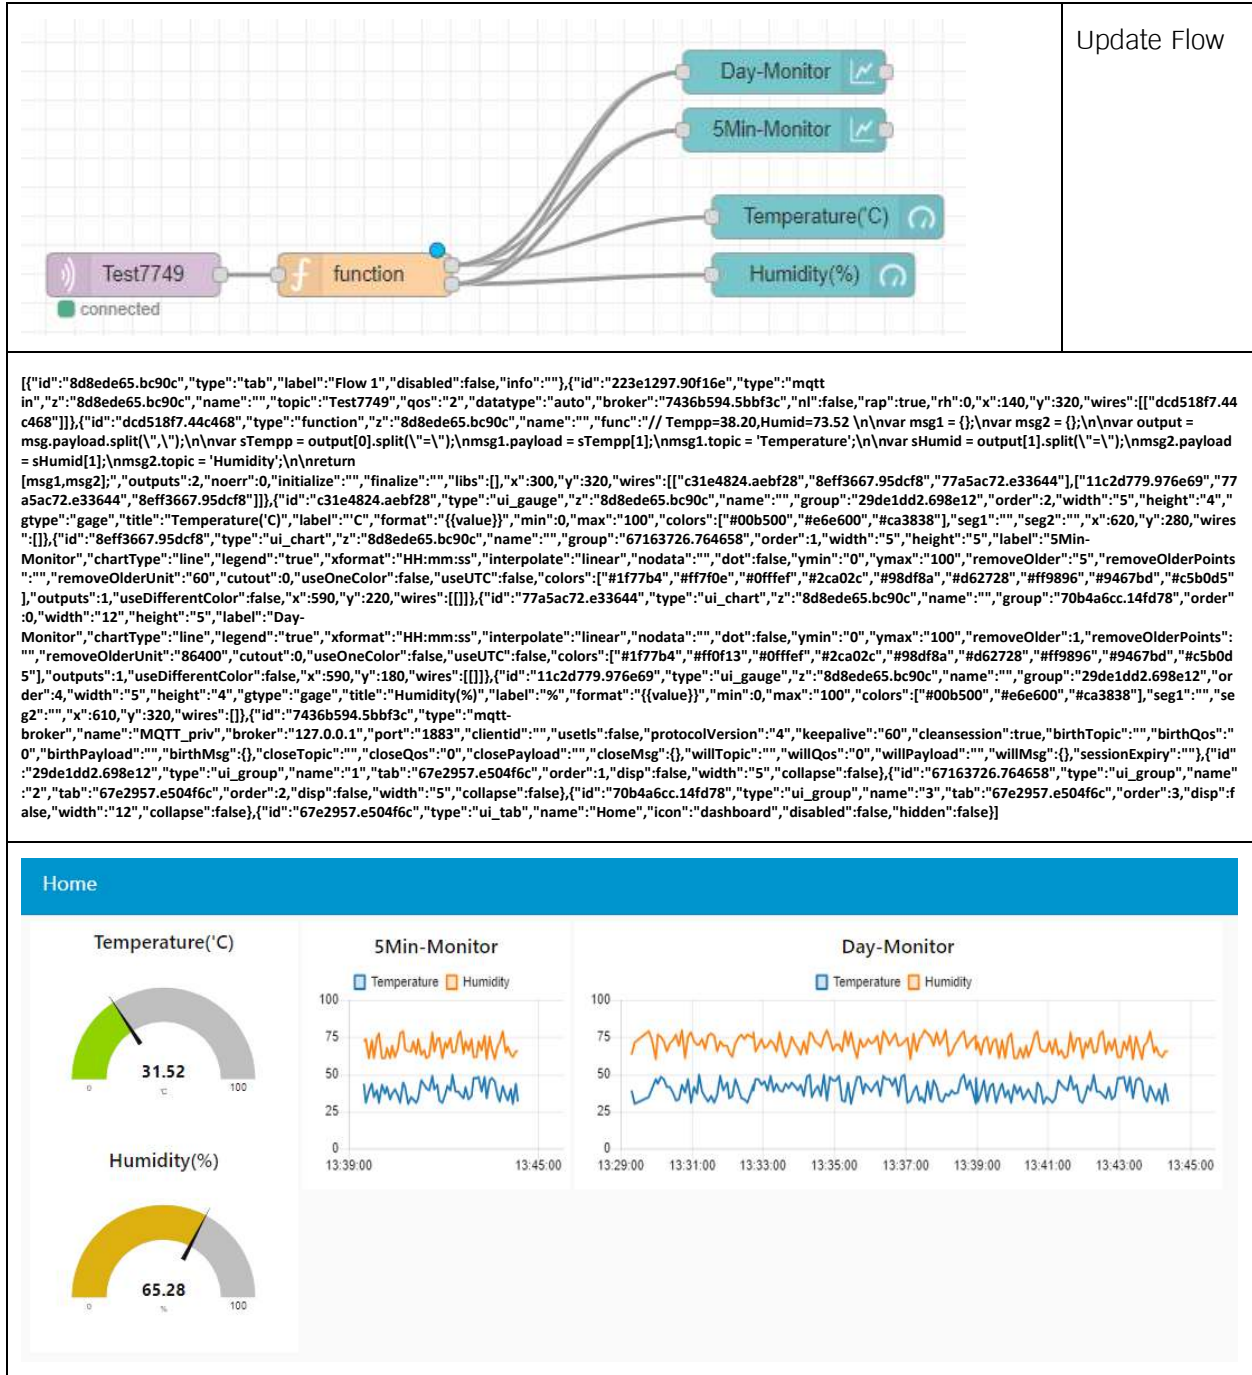 Update Flow
Day-Monitor
5Min-Monitor
Temperature('C)
Test7749
function
Humidity(%)
connected
[{"id":"8d8ede65.bc90c","type":"tab","label":"Flow 1","disabled":false,"info":""},{"id":"223e1297.90f16e","type":"mqtt
in","z":"8d8ede65.bc90c","name":"","topic":"Test7749","qos":"2","datatype":"auto","broker":"7436b594.5bbf3c","nl":false,"rap":true,"rh":0,"x":140,"y":320,"wires":[["dcd518f7.44
c468"]]},{"id":"dcd518f7.44c468","type":"function","z":"8d8ede65.bc90c","name":"","func":"// Tempp=38.20,Humid=73.52 \n\nvar msg1 = {};\nvar msg2 = {};\n\nvar output =
msg.payload.split(\",\");\n\nvar sTempp = output[0].split(\"=\");\nmsg1.payload = sTempp[1];\nmsg1.topic = 'Temperature';\n\nvar sHumid = output[1].split(\"=\");\nmsg2.payload
= sHumid[1];\nmsg2.topic = 'Humidity';\n\nreturn
[msg1,msg2];","outputs":2,"noerr":0,"initialize":"","finalize":"","libs":[],"x":300,"y":320,"wires":[["c31e4824.aebf28","8eff3667.95dcf8","77a5ac72.e33644"],["11c2d779.976e69","77
a5ac72.e33644","8eff3667.95dcf8"]]},{"id":"c31e4824.aebf28","type":"ui_gauge","z":"8d8ede65.bc90c","name":"","group":"29de1dd2.698e12","order":2,"width":"5","height":"4","
gtype":"gage","title":"Temperature('C)","label":"'C","format":"{{value}}","min":0,"max":"100","colors":["#00b500","#e6e600","#ca3838"],"seg1":"","seg2":"","x":620,"y":280,"wires
":[]},{"id":"8eff3667.95dcf8","type":"ui_chart","z":"8d8ede65.bc90c","name":"","group":"67163726.764658","order":1,"width":"5","height":"5","label":"5Min-
Monitor","chartType":"line","legend":"true","xformat":"HH:mm:ss","interpolate":"linear","nodata":"","dot":false,"ymin":"0","ymax":"100","removeOlder":"5","removeOlderPoints
":"","removeOlderUnit":"60","cutout":0,"useOneColor":false,"useUTC":false,"colors":["#1f77b4","#ff7f0e","#0fffef","#2ca02c","#98df8a","#d62728","#ff9896","#9467bd","#c5b0d5"
],"outputs":1,"useDifferentColor":false,"x":590,"y":220,"wires":[[]]},{"id":"77a5ac72.e33644","type":"ui_chart","z":"8d8ede65.bc90c","name":"","group":"70b4a6cc.14fd78","order"
:0,"width":"12","height":"5","label":"Day-
Monitor","chartType":"line","legend":"true","xformat":"HH:mm:ss","interpolate":"linear","nodata":"","dot":false,"ymin":"0","ymax":"100","removeOlder":1,"removeOlderPoints":
"","removeOlderUnit":"86400","cutout":0,"useOneColor":false,"useUTC":false,"colors":["#1f77b4","#ff0f13","#0fffef","#2ca02c","#98df8a","#d62728","#ff9896","#9467bd","#c5b0d
5"],"outputs":1,"useDifferentColor":false,"x":590,"y":180,"wires":[[]]},{"id":"11c2d779.976e69","type":"ui_gauge","z":"8d8ede65.bc90c","name":"","group":"29de1dd2.698e12","or
der":4,"width":"5","height":"4","gtype":"gage","title":"Humidity(%)","label":"%","format":"{{value}}","min":0,"max":"100","colors":["#00b500","#e6e600","#ca3838"],"seg1":"","se
g2":"","x":610,"y":320,"wires":[]},{"id":"7436b594.5bbf3c","type":"mqtt-
broker","name":"MQTT_priv","broker":"127.0.0.1","port":"1883","clientid":"","usetls":false,"protocolVersion":"4","keepalive":"60","cleansession":true,"birthTopic":"","birthQos":"
0","birthPayload":"","birthMsg":{},"closeTopic":"","closeQos":"0","closePayload":"","closeMsg":{},"willTopic":"","willQos":"0","willPayload":"","willMsg":{},"sessionExpiry":""},{"id"
:"29de1dd2.698e12","type":"ui_group","name":"1","tab":"67e2957.e504f6c","order":1,"disp":false,"width":"5","collapse":false},{"id":"67163726.764658","type":"ui_group","name"
:"2","tab":"67e2957.e504f6c","order":2,"disp":false,"width":"5","collapse":false},{"id":"70b4a6cc.14fd78","type":"ui_group","name":"3","tab":"67e2957.e504f6c","order":3,"disp":f
alse,"width":"12","collapse":false},{"id":"67e2957.e504f6c","type":"ui_tab","name":"Home","icon":"dashboard","disabled":false,"hidden":false}]
Home
Temperature('C)
31.52
0 'C 100
Humidity(%)
65.28
0 % 100
5Min-Monitor
Temperature Humidity
100
75
50
25
0
13:39:00 13:45:00
Day-Monitor
Temperature Humidity
100
75
50
25
0
13:29:00 13:31:00 13:33:00 13:35:00 13:37:00 13:39:00 13:41:00 13:43:00 13:45:00